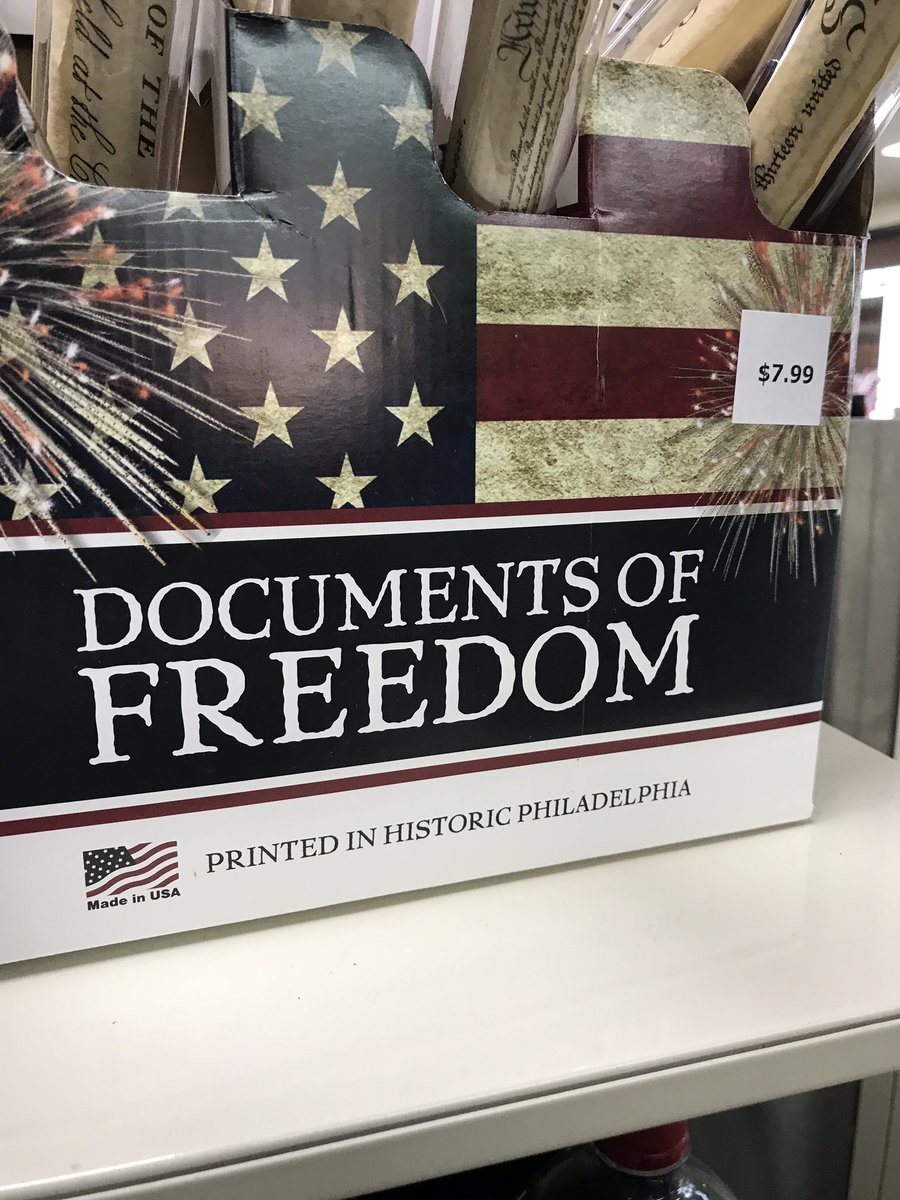 OF THE
thirteen united
$7.99
DOCUMENTS OF
FREEDOM
PRINTED IN HISTORIC PHILADELPHIA
Made in USA